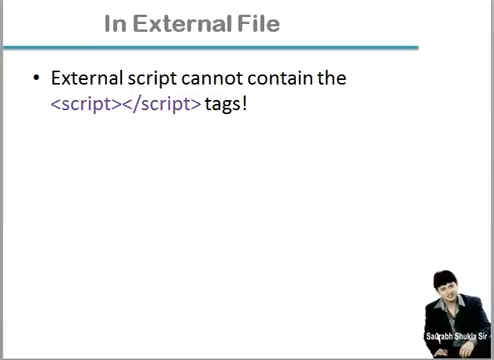 In External File
• External script cannot contain the
<script></script> tags!
Saurabh Shukla Sir